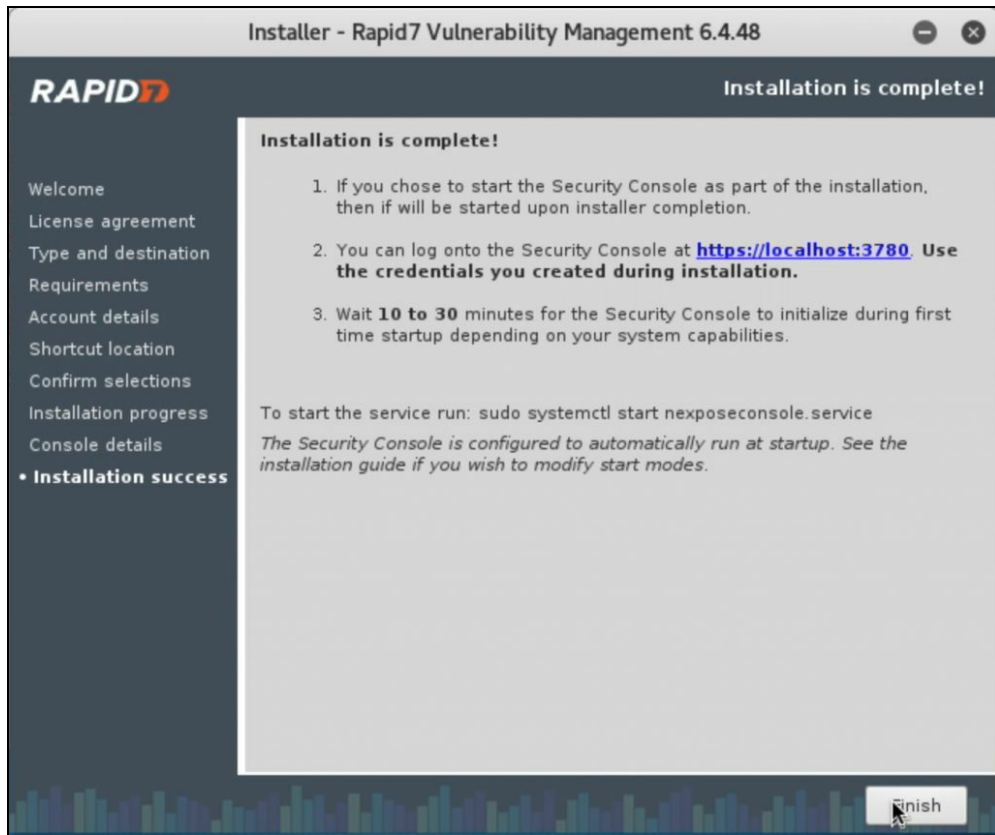 Installer - Rapid7 Vulnerability Management 6.4.48
RAPID7
Installation is complete!
Welcome
License agreement
Type and destination
Requirements
Account details
Shortcut location
Confirm selections
Installation progress
Console details
• Installation success
Installation is complete!
1. If you chose to start the Security Console as part of the installation,
then if will be started upon installer completion.
2. You can log onto the Security Console at https://localhost:3780. Use
the credentials you created during installation.
3. Wait 10 to 30 minutes for the Security Console to initialize during first
time startup depending on your system capabilities.
To start the service run: sudo systemctl start nexposeconsole.service
The Security Console is configured to automatically run at startup. See the
installation guide if you wish to modify start modes.
Finish